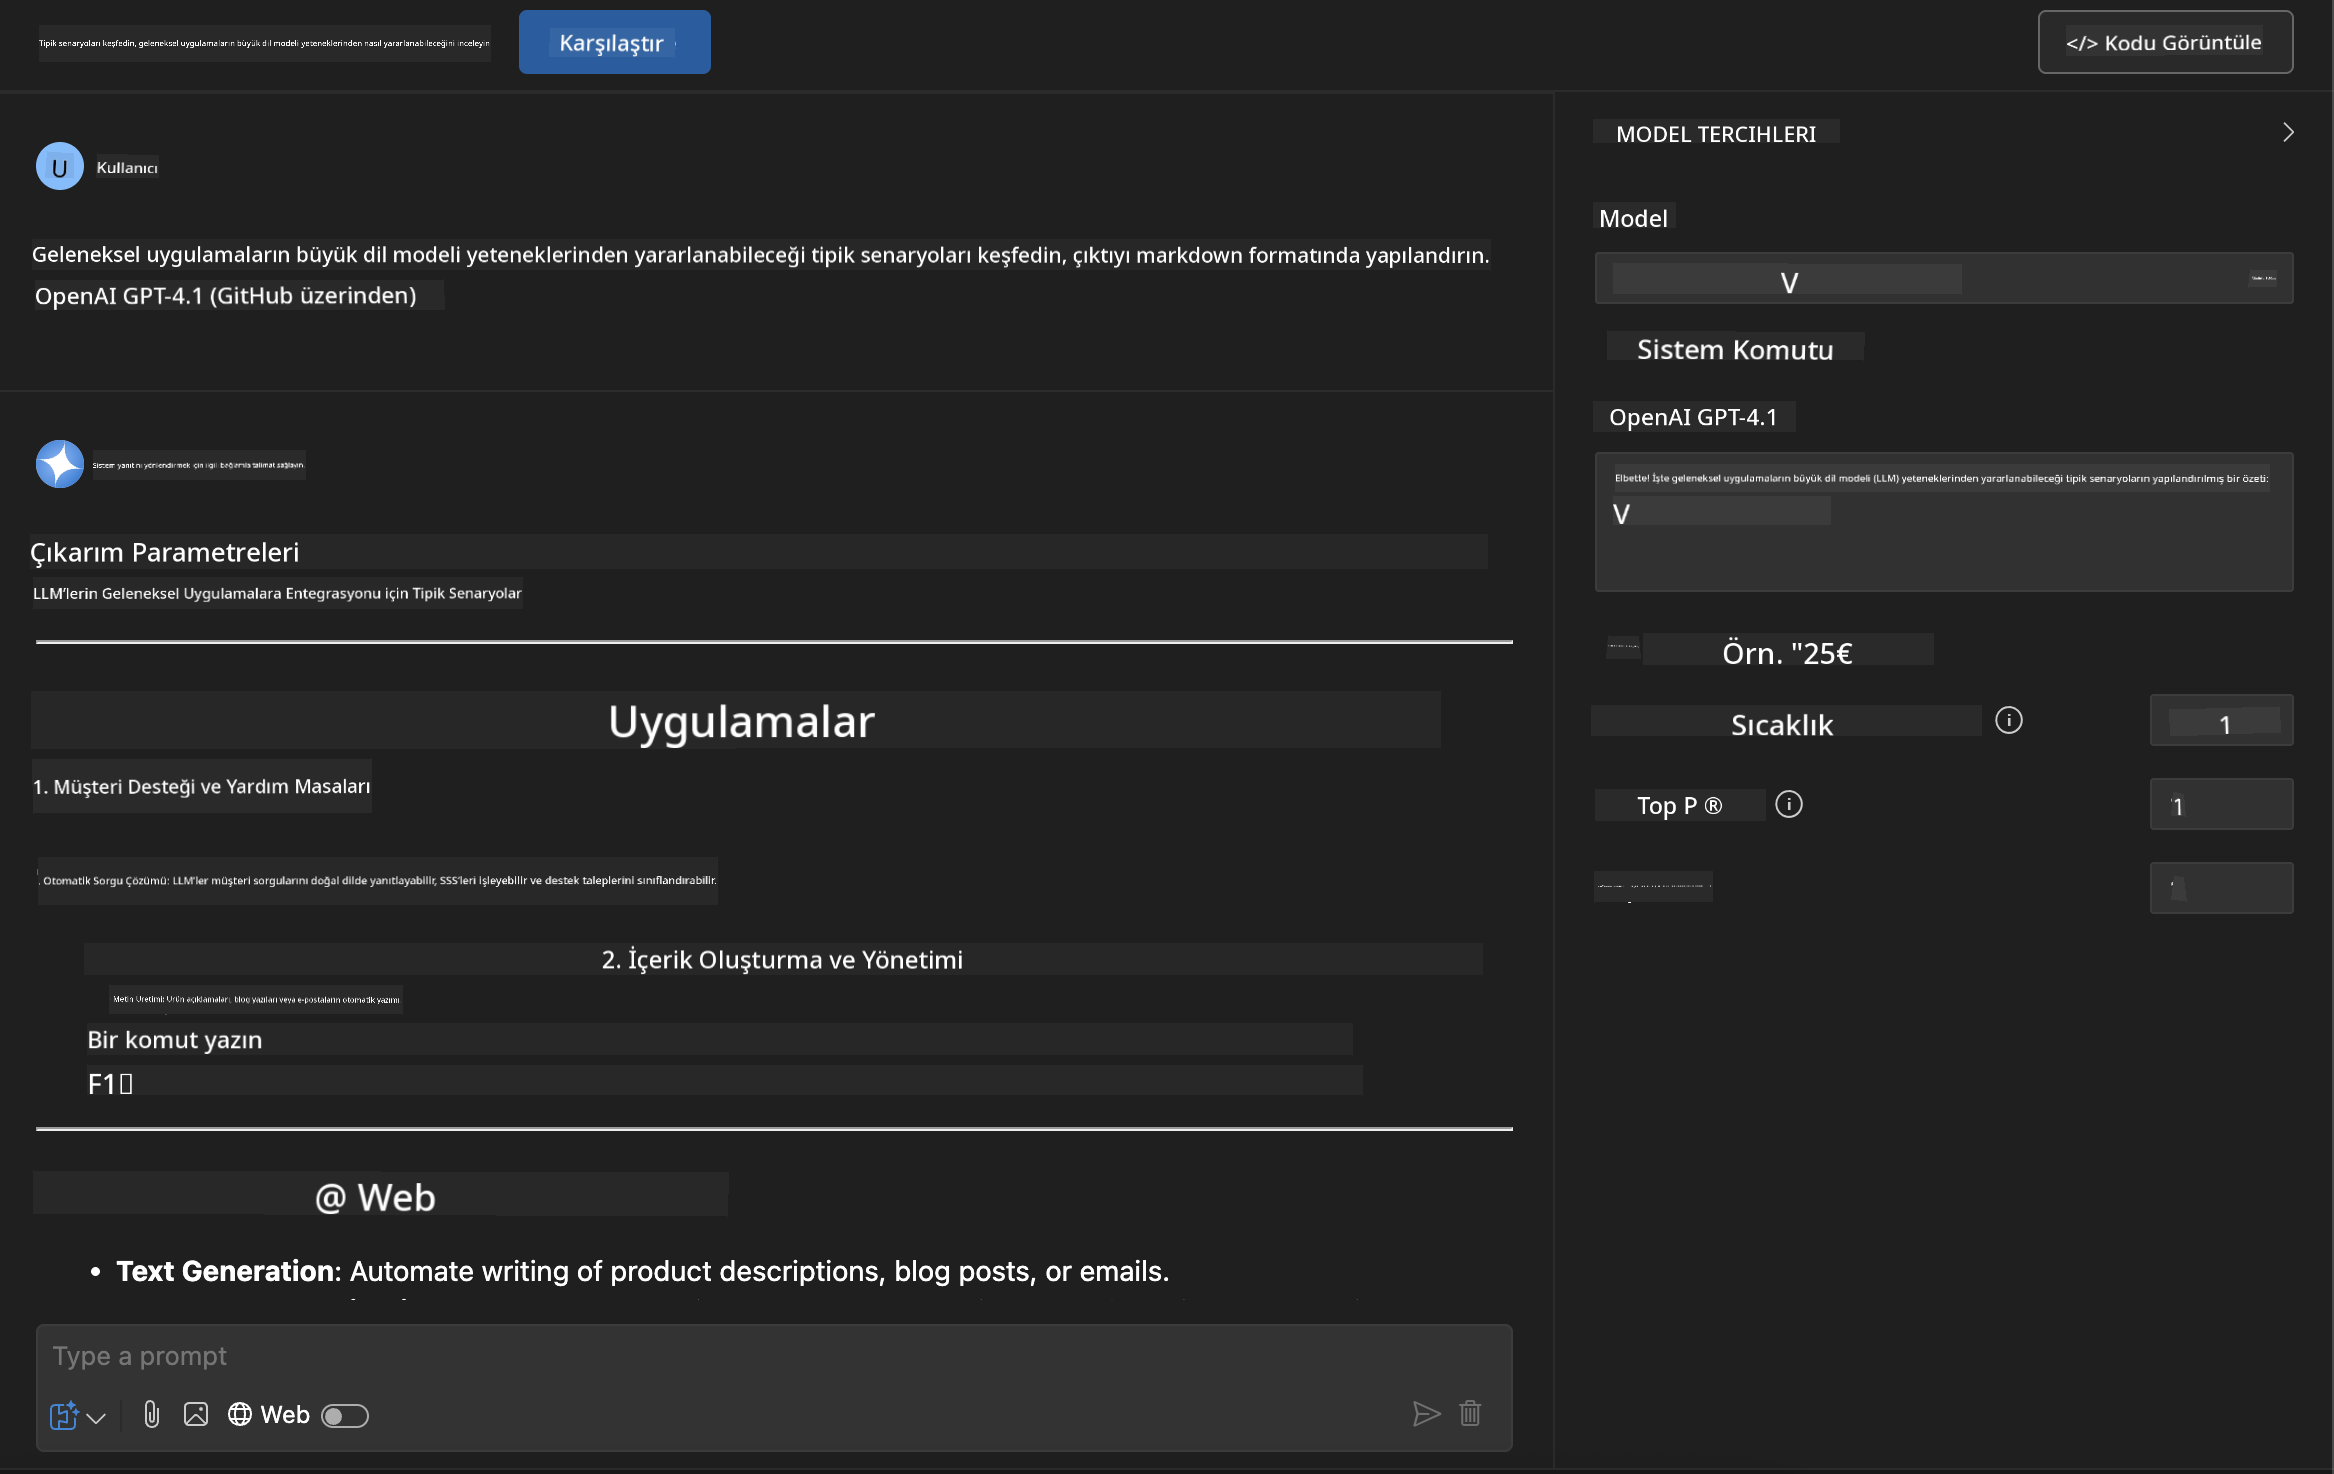 Tipik senaryoları keşfedin, geleneksel uygulamaların büyük dil modeli yeteneklerinden nasıl yararlanabileceğini inceleyin
Karşılaştır
</> Kodu Görüntüle
U Kullanıcı
Geleneksel uygulamaların büyük dil modeli yeteneklerinden yararlanabileceği tipik senaryoları keşfedin, çıktıyı markdown formatında yapılandırın.
OpenAI GPT-4.1 (GitHub üzerinden)
Sistem yanıtını yönlendirmek için ilgili bağlamla talimat sağlayın.
Çıkarım Parametreleri
LLM'lerin Geleneksel Uygulamalara Entegrasyonu için Tipik Senaryolar
Uygulamalar
1. Müşteri Desteği ve Yardım Masaları
. Otomatik Sorgu Çözümü: LLM'ler müşteri sorgularını doğal dilde yanıtlayabilir, SSS'leri işleyebilir ve destek taleplerini sınıflandırabilir.
2. İçerik Oluşturma ve Yönetimi
Metin Üretimi: Ürün açıklamaları, blog yazıları veya e-postaların otomatik yazımı.
Bir komut yazın
F1
@ Web
• Text Generation: Automate writing of product descriptions, blog posts, or emails.
Type a prompt
Web
MODEL TERCIHLERI
Model
V
Sistem Komutu
OpenAI GPT-4.1
Elbette! İşte geleneksel uygulamaların büyük dil modeli (LLM) yeteneklerinden yararlanabileceği tipik senaryoların yapılandırılmış bir özeti:
V
Örn. "25€
Sıcaklık
1
Top P ®
1